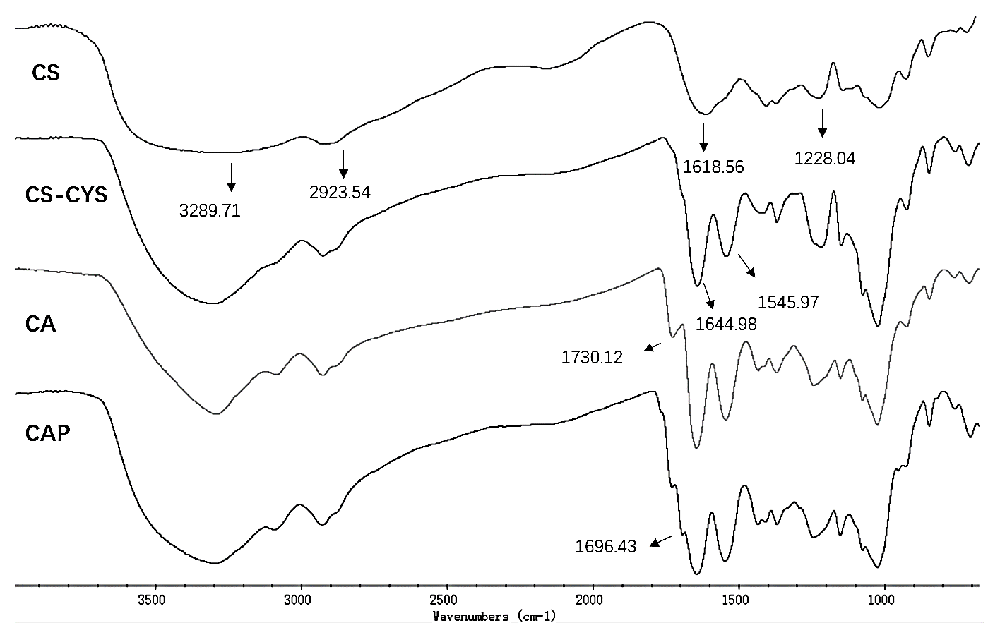 CS
1618.56
1228.04
CS-CYS
3289.71
2923.54
1545.97
CA
1644.98
1730.12
CAP
1696.43
3500 3000 2500 2000 1500 1000
Wavenumbers (cm-1)